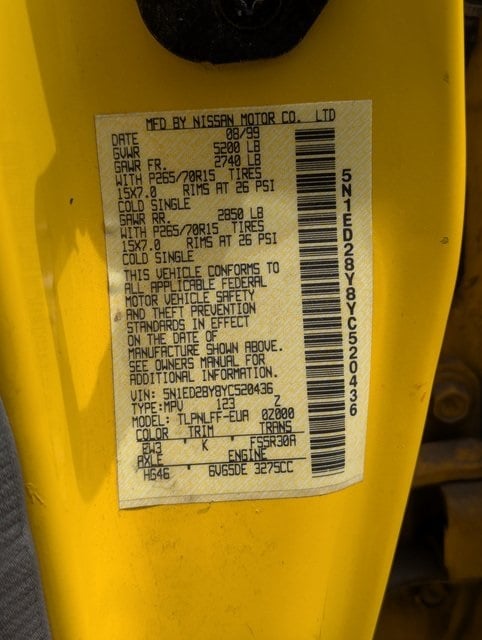 MFD BY NISSAN MOTOR CO. LTD
DATE 08/99
GVWR 5200 LB
GAWR FR. 2740 LB
WITH P265/70R15 TIRES
15X7.0 RIMS AT 26 PSI
COLD SINGLE
GAWR RR. 2850 LB
WITH P265/70R15 TIRES
15X7.0 RIMS AT 26 PSI
COLD SINGLE
THIS VEHICLE CONFORMS TO
ALL APPLICABLE FEDERAL
MOTOR VEHICLE SAFETY
AND THEFT PREVENTION
STANDARDS IN EFFECT
ON THE DATE OF
MANUFACTURE SHOWN ABOVE.
SEE OWNERS MANUAL FOR
ADDITIONAL INFORMATION.
VIN: 5N1ED28Y8YC520436
TYPE:MPV 123 Z
MODEL: TLPNLFF-EUA 0Z000
COLOR TRIM TRANS
EW3 K FS5R30A
AXLE ENGINE
HG46 6V65DE 3275CC
5N1ED28Y8YC520436